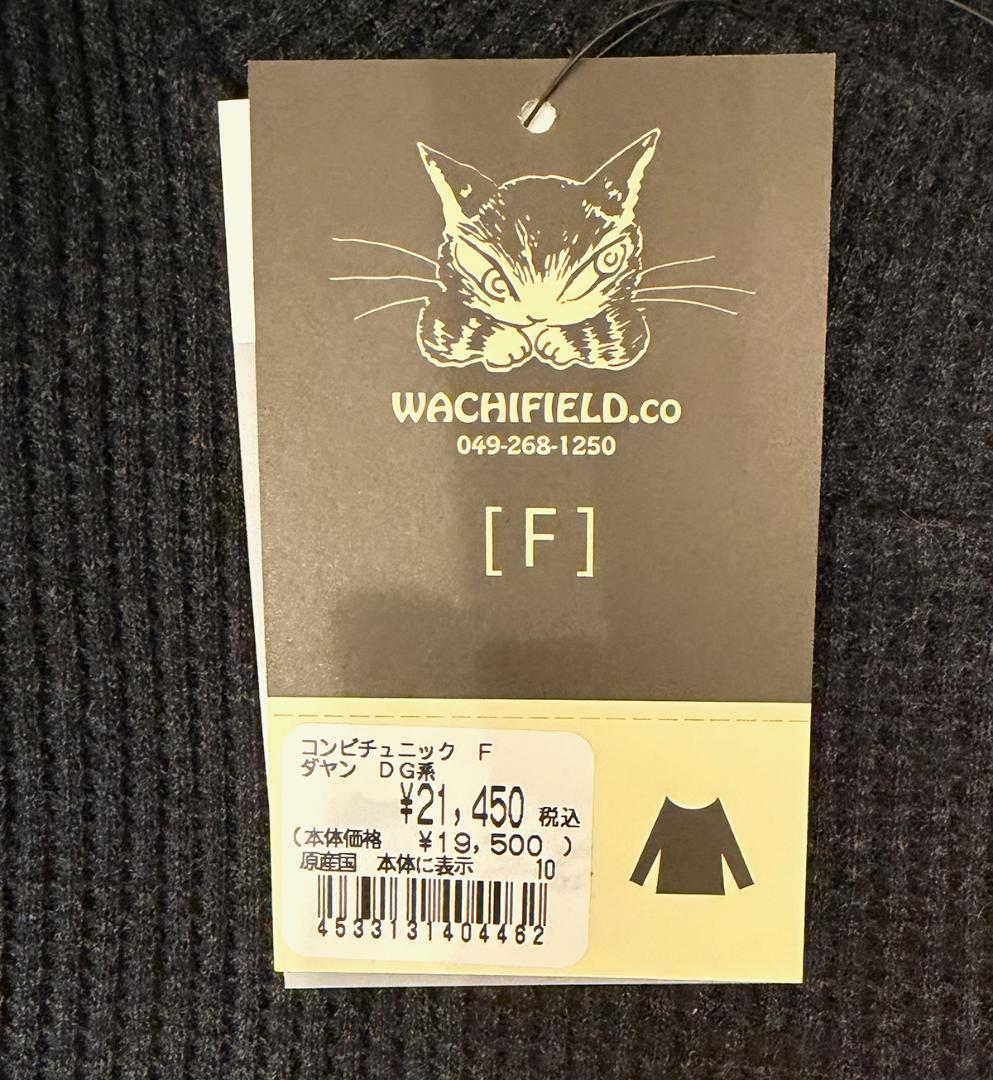 WACHIFIELD.co
049-268-1250
[F]
コンビチュニック F
ダヤン DG系
¥21,450 税込
(本体価格 ¥19,500 )
原産国 本体に表示 10
4533131404462